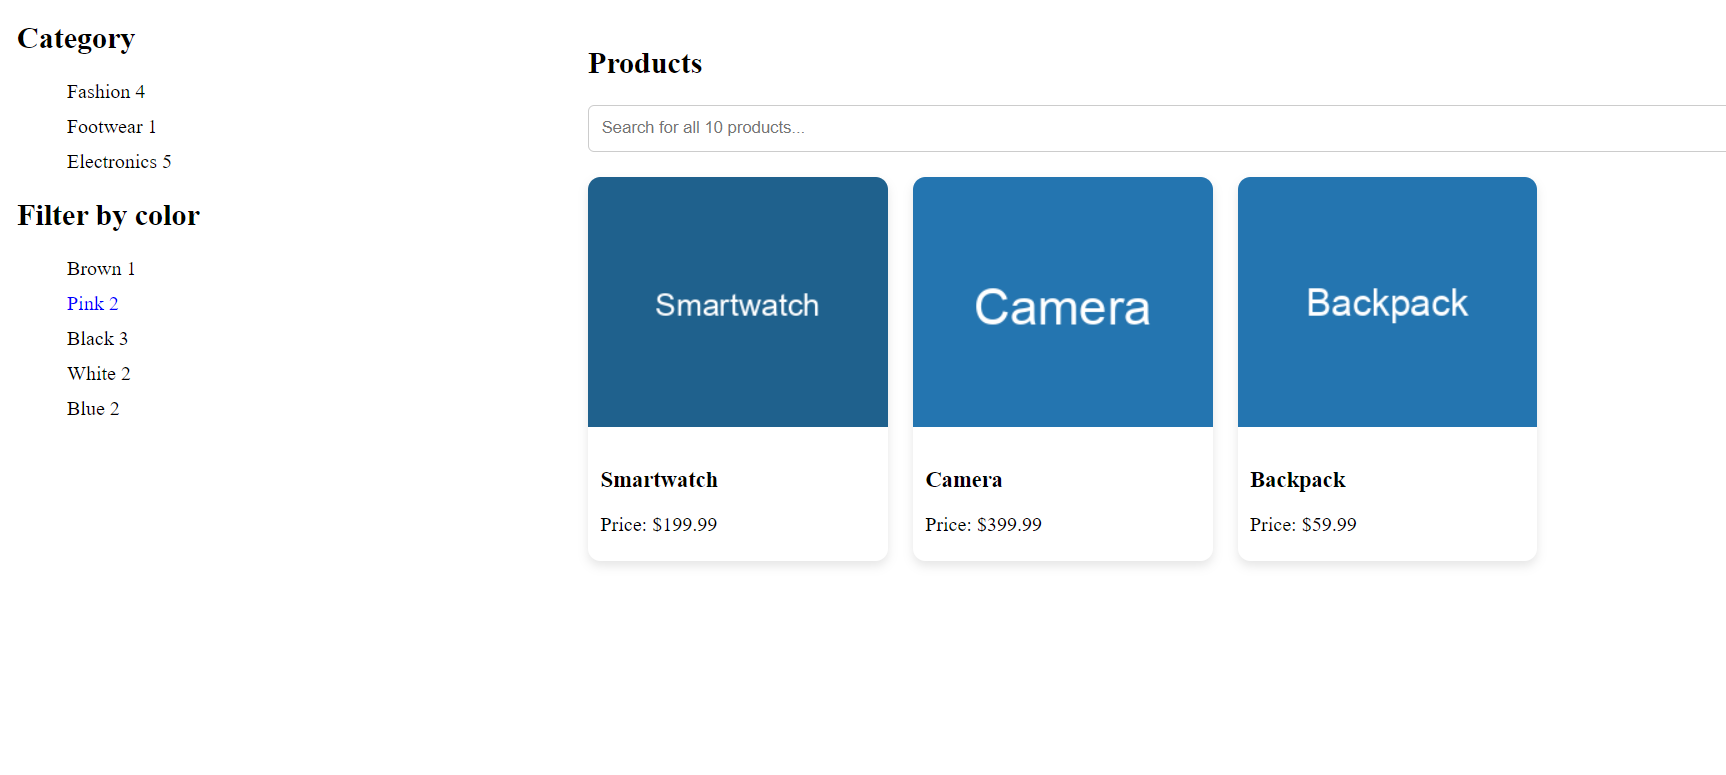 Category
Fashion 4
Footwear 1
Electronics 5
Filter by color
Brown 1
Pink 2
Black 3
White 2
Blue 2
Products
Search for all 10 products...
Smartwatch
Smartwatch
Price: $199.99
Camera
Camera
Price: $399.99
Backpack
Backpack
Price: $59.99